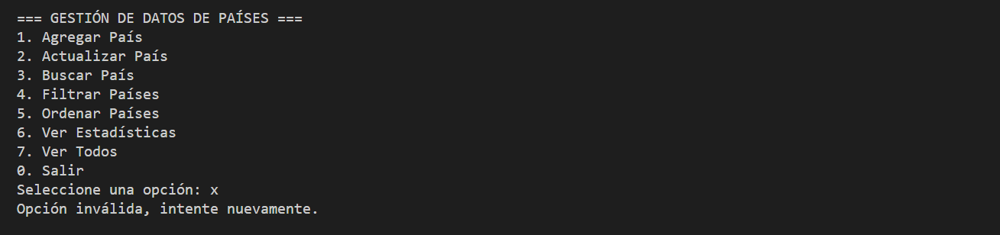 === GESTIÓN DE DATOS DE PAÍSES ===
1. Agregar País
2. Actualizar País
3. Buscar País
4. Filtrar Países
5. Ordenar Países
6. Ver Estadísticas
7. Ver Todos
0. Salir
Seleccione una opción: x
Opción inválida, intente nuevamente.